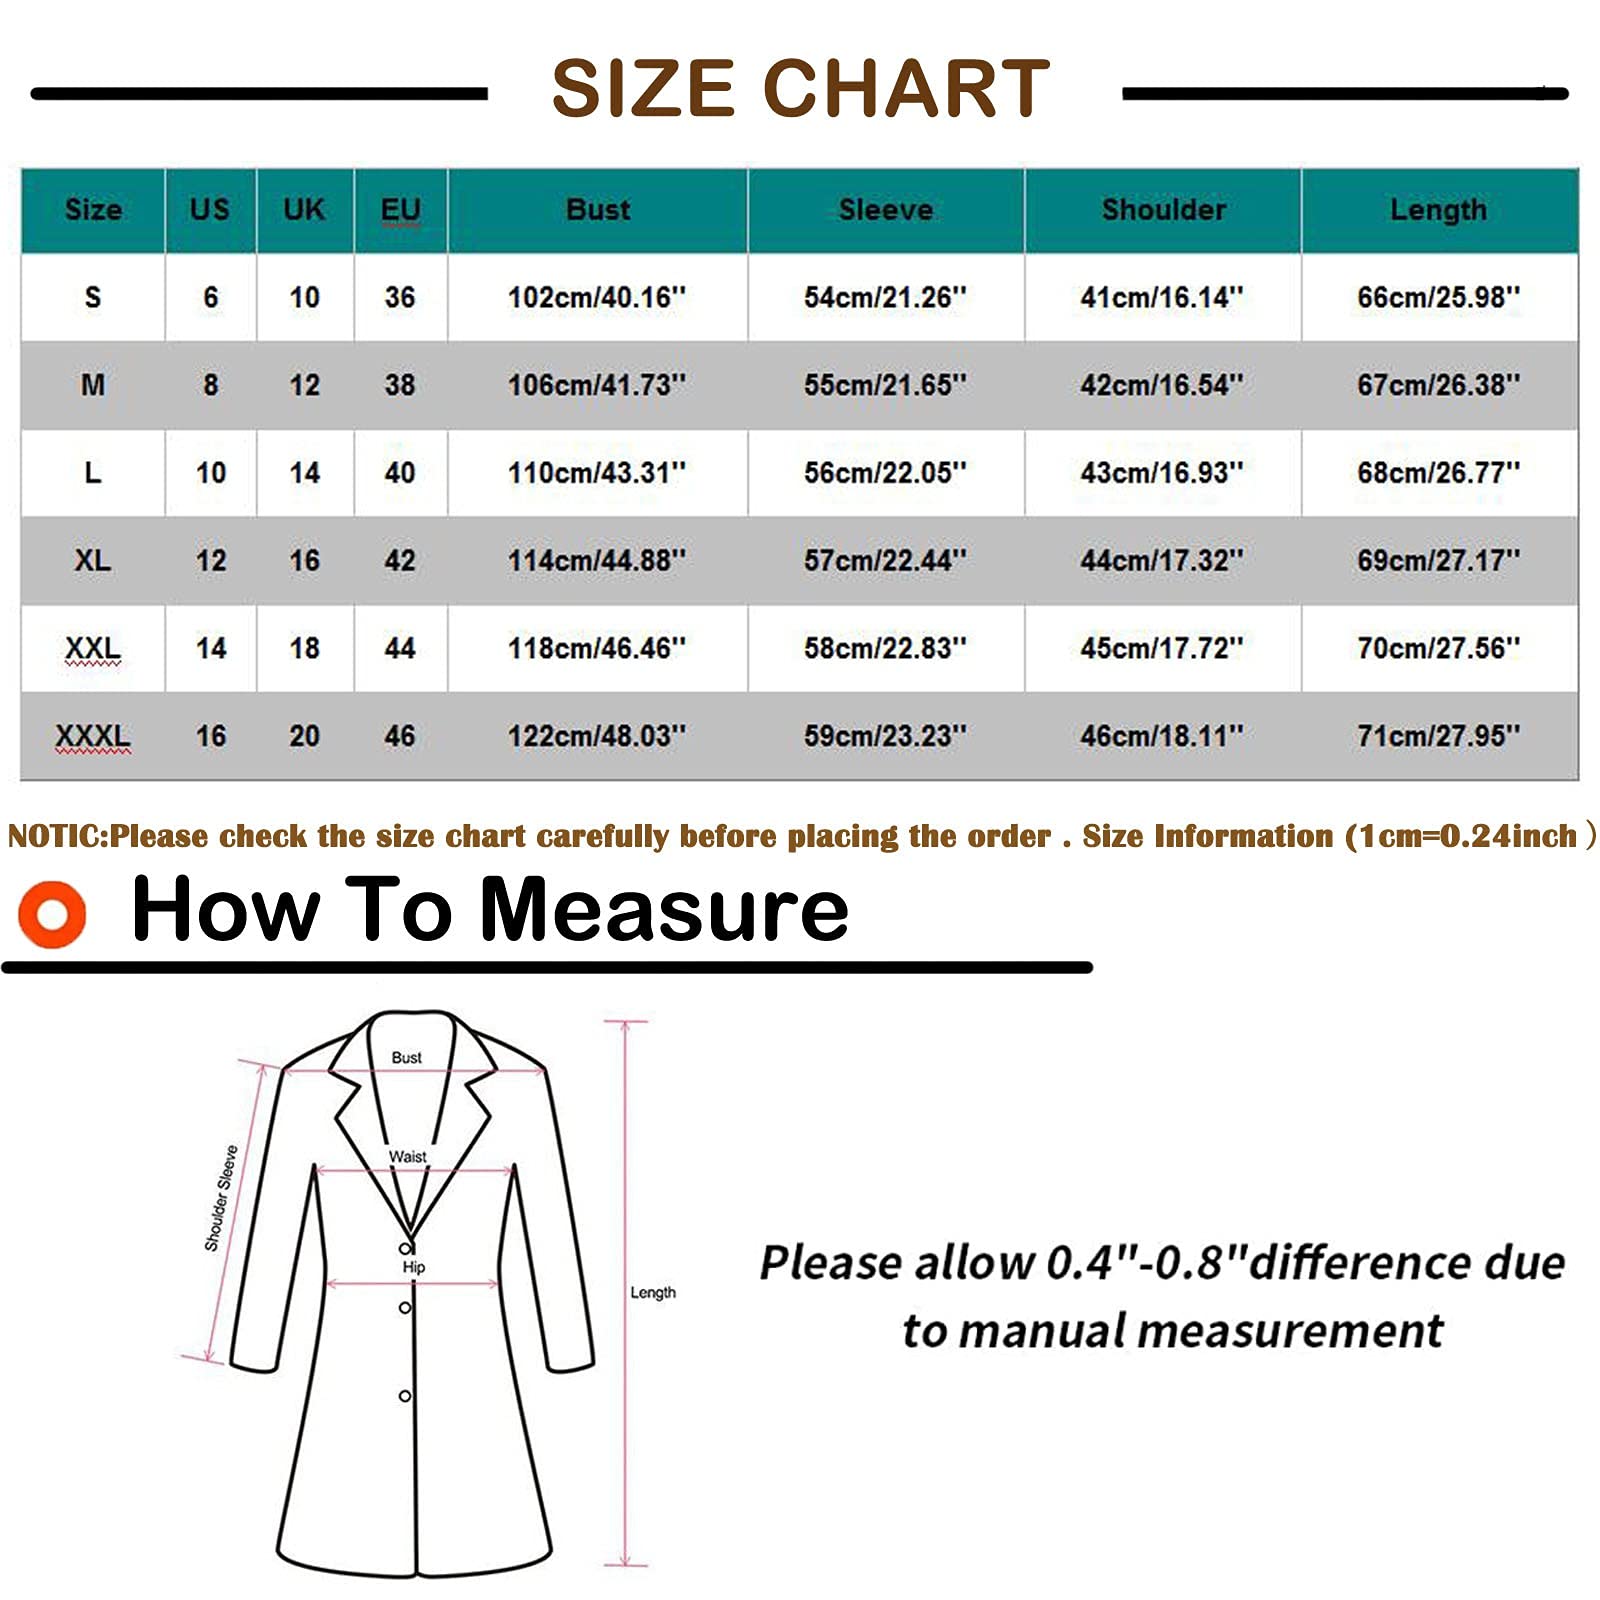 SIZE CHART
Size US UK EU Bust Sleeve Shoulder Length
S 6 10 36 102cm/40.16'' 54cm/21.26'' 41cm/16.14'' 66cm/25.98''
M 8 12 38 106cm/41.73'' 55cm/21.65'' 42cm/16.54'' 67cm/26.38''
L 10 14 40 110cm/43.31'' 56cm/22.05'' 43cm/16.93'' 68cm/26.77''
XL 12 16 42 114cm/44.88'' 57cm/22.44'' 44cm/17.32'' 69cm/27.17''
XXL 14 18 44 118cm/46.46'' 58cm/22.83'' 45cm/17.72'' 70cm/27.56''
XXXL 16 20 46 122cm/48.03'' 59cm/23.23'' 46cm/18.11'' 71cm/27.95''
NOTIC:Please check the size chart carefully before placing the order . Size Information (1cm=0.24inch )
How To Measure
Bust
Waist
Shoulder Sleeve
Hip
Length
Please allow 0.4"-0.8"difference due
to manual measurement